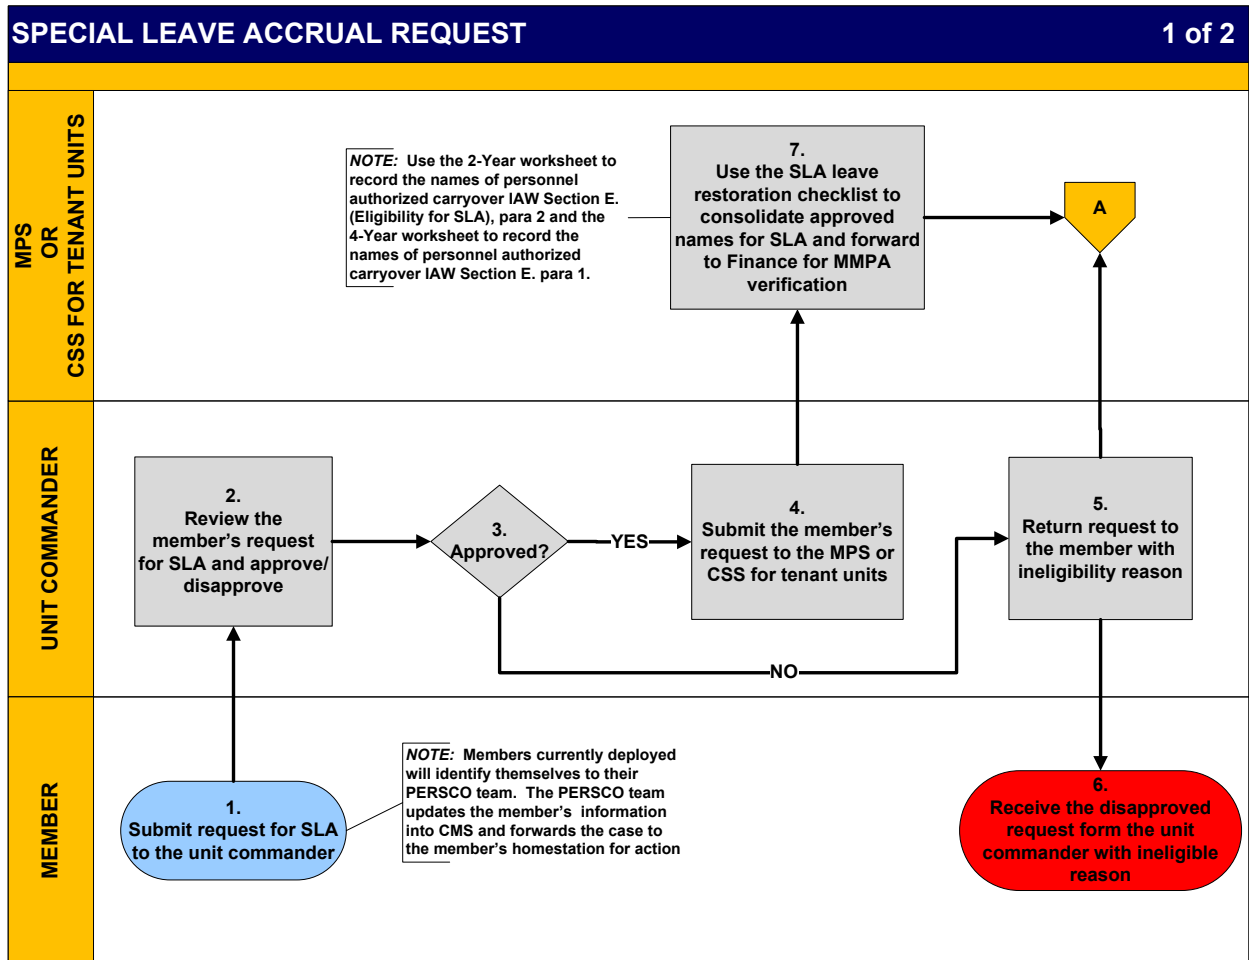 SPECIAL LEAVE ACCRUAL REQUEST
1 of 2
MPS
OR
CSS FOR TENANT UNITS
NOTE: Use the 2-Year worksheet to
record the names of personnel
authorized carryover IAW Section E.
(Eligibility for SLA), para 2 and the
4-Year worksheet to record the
names of personnel authorized
carryover IAW Section E. para 1.
7.
Use the SLA leave
restoration checklist to
consolidate approved
names for SLA and forward
to Finance for MMPA
verification
A
UNIT COMMANDER
2.
Review the
member's request
for SLA and approve/
disapprove
3.
Approved?
YES
4.
Submit the member's
request to the MPS or
CSS for tenant units
5.
Return request to
the member with
ineligibility reason
NO
MEMBER
1.
Submit request for SLA
to the unit commander
NOTE: Members currently deployed
will identify themselves to their
PERSCO team. The PERSCO team
updates the member's information
into CMS and forwards the case to
the member's homestation for action
6.
Receive the disapproved
request form the unit
commander with ineligible
reason